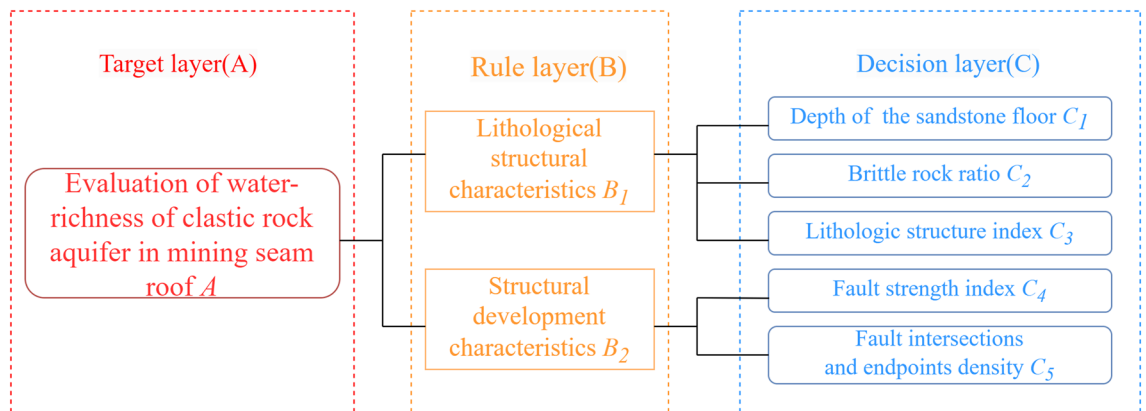 Target layer(A)
Evaluation of water-
richness of clastic rock
aquifer in mining seam
roof A
Rule layer(B)
Lithological
structural
characteristics B1
Structural
development
characteristics B2
Decision layer(C)
Depth of the sandstone floor C1
Brittle rock ratio C2
Lithologic structure index C3
Fault strength index C4
Fault intersections
and endpoints density C5